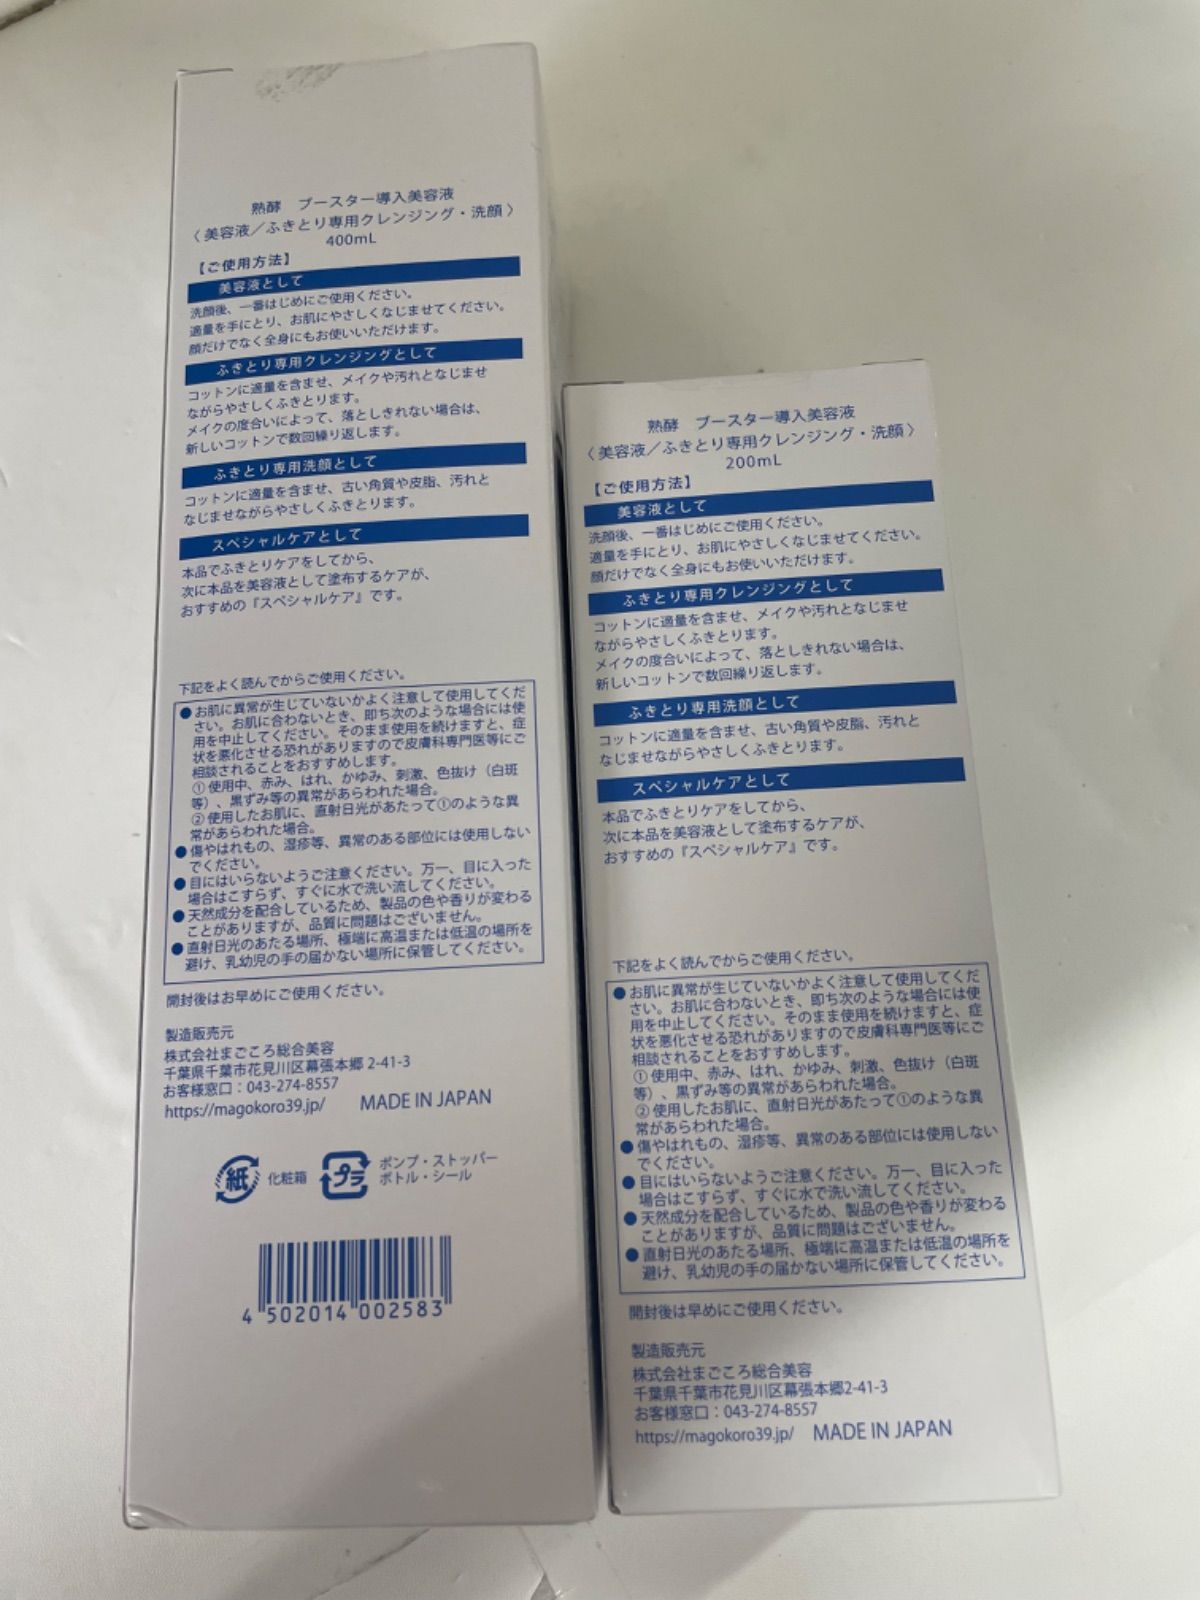 熟酵　ブースター導入美容液
〈 美容液／ふきとり専用クレンジング・洗顔 〉
400mL
【ご使用方法】
美容液として
洗顔後、一番はじめにご使用ください。
適量を手にとり、お肌にやさしくなじませてください。
顔だけでなく全身にもお使いいただけます。
ふきとり専用クレンジングとして
コットンに適量を含ませ、メイクや汚れとなじませ
ながらやさしくふきとります。
メイクの度合いによって、落としきれない場合は、
新しいコットンで数回繰り返します。
ふきとり専用洗顔として
コットンに適量を含ませ、古い角質や皮脂、汚れと
なじませながらやさしくふきとります。
スペシャルケアとして
本品でふきとりケアをしてから、
次に本品を美容液として塗布するケアが、
おすすめの『スペシャルケア』です。
下記をよく読んでからご使用ください。
●お肌に異常が生じていないかよく注意して使用してくだ
さい。お肌に合わないとき、即ち次のような場合には使
用を中止してください。そのまま使用を続けますと、症
状を悪化させる恐れがありますので皮膚科専門医等にご
相談されることをおすすめします。
① 使用中、赤み、はれ、かゆみ、刺激、色抜け（白斑
等）、黒ずみ等の異常があらわれた場合。
② 使用したお肌に、直射日光があたって①のような異
常があらわれた場合。
●傷やはれもの、湿疹等、異常のある部位には使用しない
でください。
●目にはいらないようご注意ください。万一、目に入った
場合はこすらず、すぐに水で洗い流してください。
●天然成分を配合しているため、製品の色や香りが変わる
ことがありますが、品質に問題はございません。
●直射日光のあたる場所、極端に高温または低温の場所を
避け、乳幼児の手の届かない場所に保管してください。
開封後はお早めにご使用ください。
製造販売元
株式会社まごころ総合美容
千葉県千葉市花見川区幕張本郷 2-41-3
お客様窓口：043-274-8557
https://magokoro39.jp/ MADE IN JAPAN
紙 化粧箱 プラ ポンプ・ストッパー
ボトル・シール
4 502014 002583
熟酵　ブースター導入美容液
〈 美容液／ふきとり専用クレンジング・洗顔 〉
200mL
【ご使用方法】
美容液として
洗顔後、一番はじめにご使用ください。
適量を手にとり、お肌にやさしくなじませてください。
顔だけでなく全身にもお使いいただけます。
ふきとり専用クレンジングとして
コットンに適量を含ませ、メイクや汚れとなじませ
ながらやさしくふきとります。
メイクの度合いによって、落としきれない場合は、
新しいコットンで数回繰り返します。
ふきとり専用洗顔として
コットンに適量を含ませ、古い角質や皮脂、汚れと
なじませながらやさしくふきとります。
スペシャルケアとして
本品でふきとりケアをしてから、
次に本品を美容液として塗布するケアが、
おすすめの『スペシャルケア』です。
下記をよく読んでからご使用ください。
●お肌に異常が生じていないかよく注意して使用してくだ
さい。お肌に合わないとき、即ち次のような場合には使
用を中止してください。そのまま使用を続けますと、症
状を悪化させる恐れがありますので皮膚科専門医等にご
相談されることをおすすめします。
① 使用中、赤み、はれ、かゆみ、刺激、色抜け（白斑
等）、黒ずみ等の異常があらわれた場合。
② 使用したお肌に、直射日光があたって①のような異
常があらわれた場合。
●傷やはれもの、湿疹等、異常のある部位には使用しない
でください。
●目にはいらないようご注意ください。万一、目に入った
場合はこすらず、すぐに水で洗い流してください。
●天然成分を配合しているため、製品の色や香りが変わる
ことがありますが、品質に問題はございません。
●直射日光のあたる場所、極端に高温または低温の場所を
避け、乳幼児の手の届かない場所に保管してください。
開封後は早めにご使用ください。
製造販売元
株式会社まごころ総合美容
千葉県千葉市花見川区幕張本郷2-41-3
お客様窓口：043-274-8557
https://magokoro39.jp/ MADE IN JAPAN